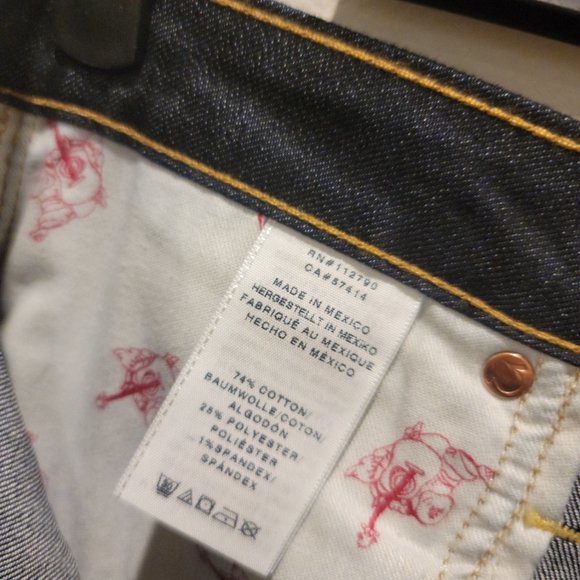 RN#112790
CA#57414
MADE IN MEXICO
HERGESTELLT IN MEXIKO
FABRIQUÉ AU MEXIQUE
HECHO EN MÉXICO
74% COTTON/
BAUMWOLLE/COTON/
ALGODÓN
25% POLYESTER
POLIÉSTER
1%SPANDEX/
SPANDEX